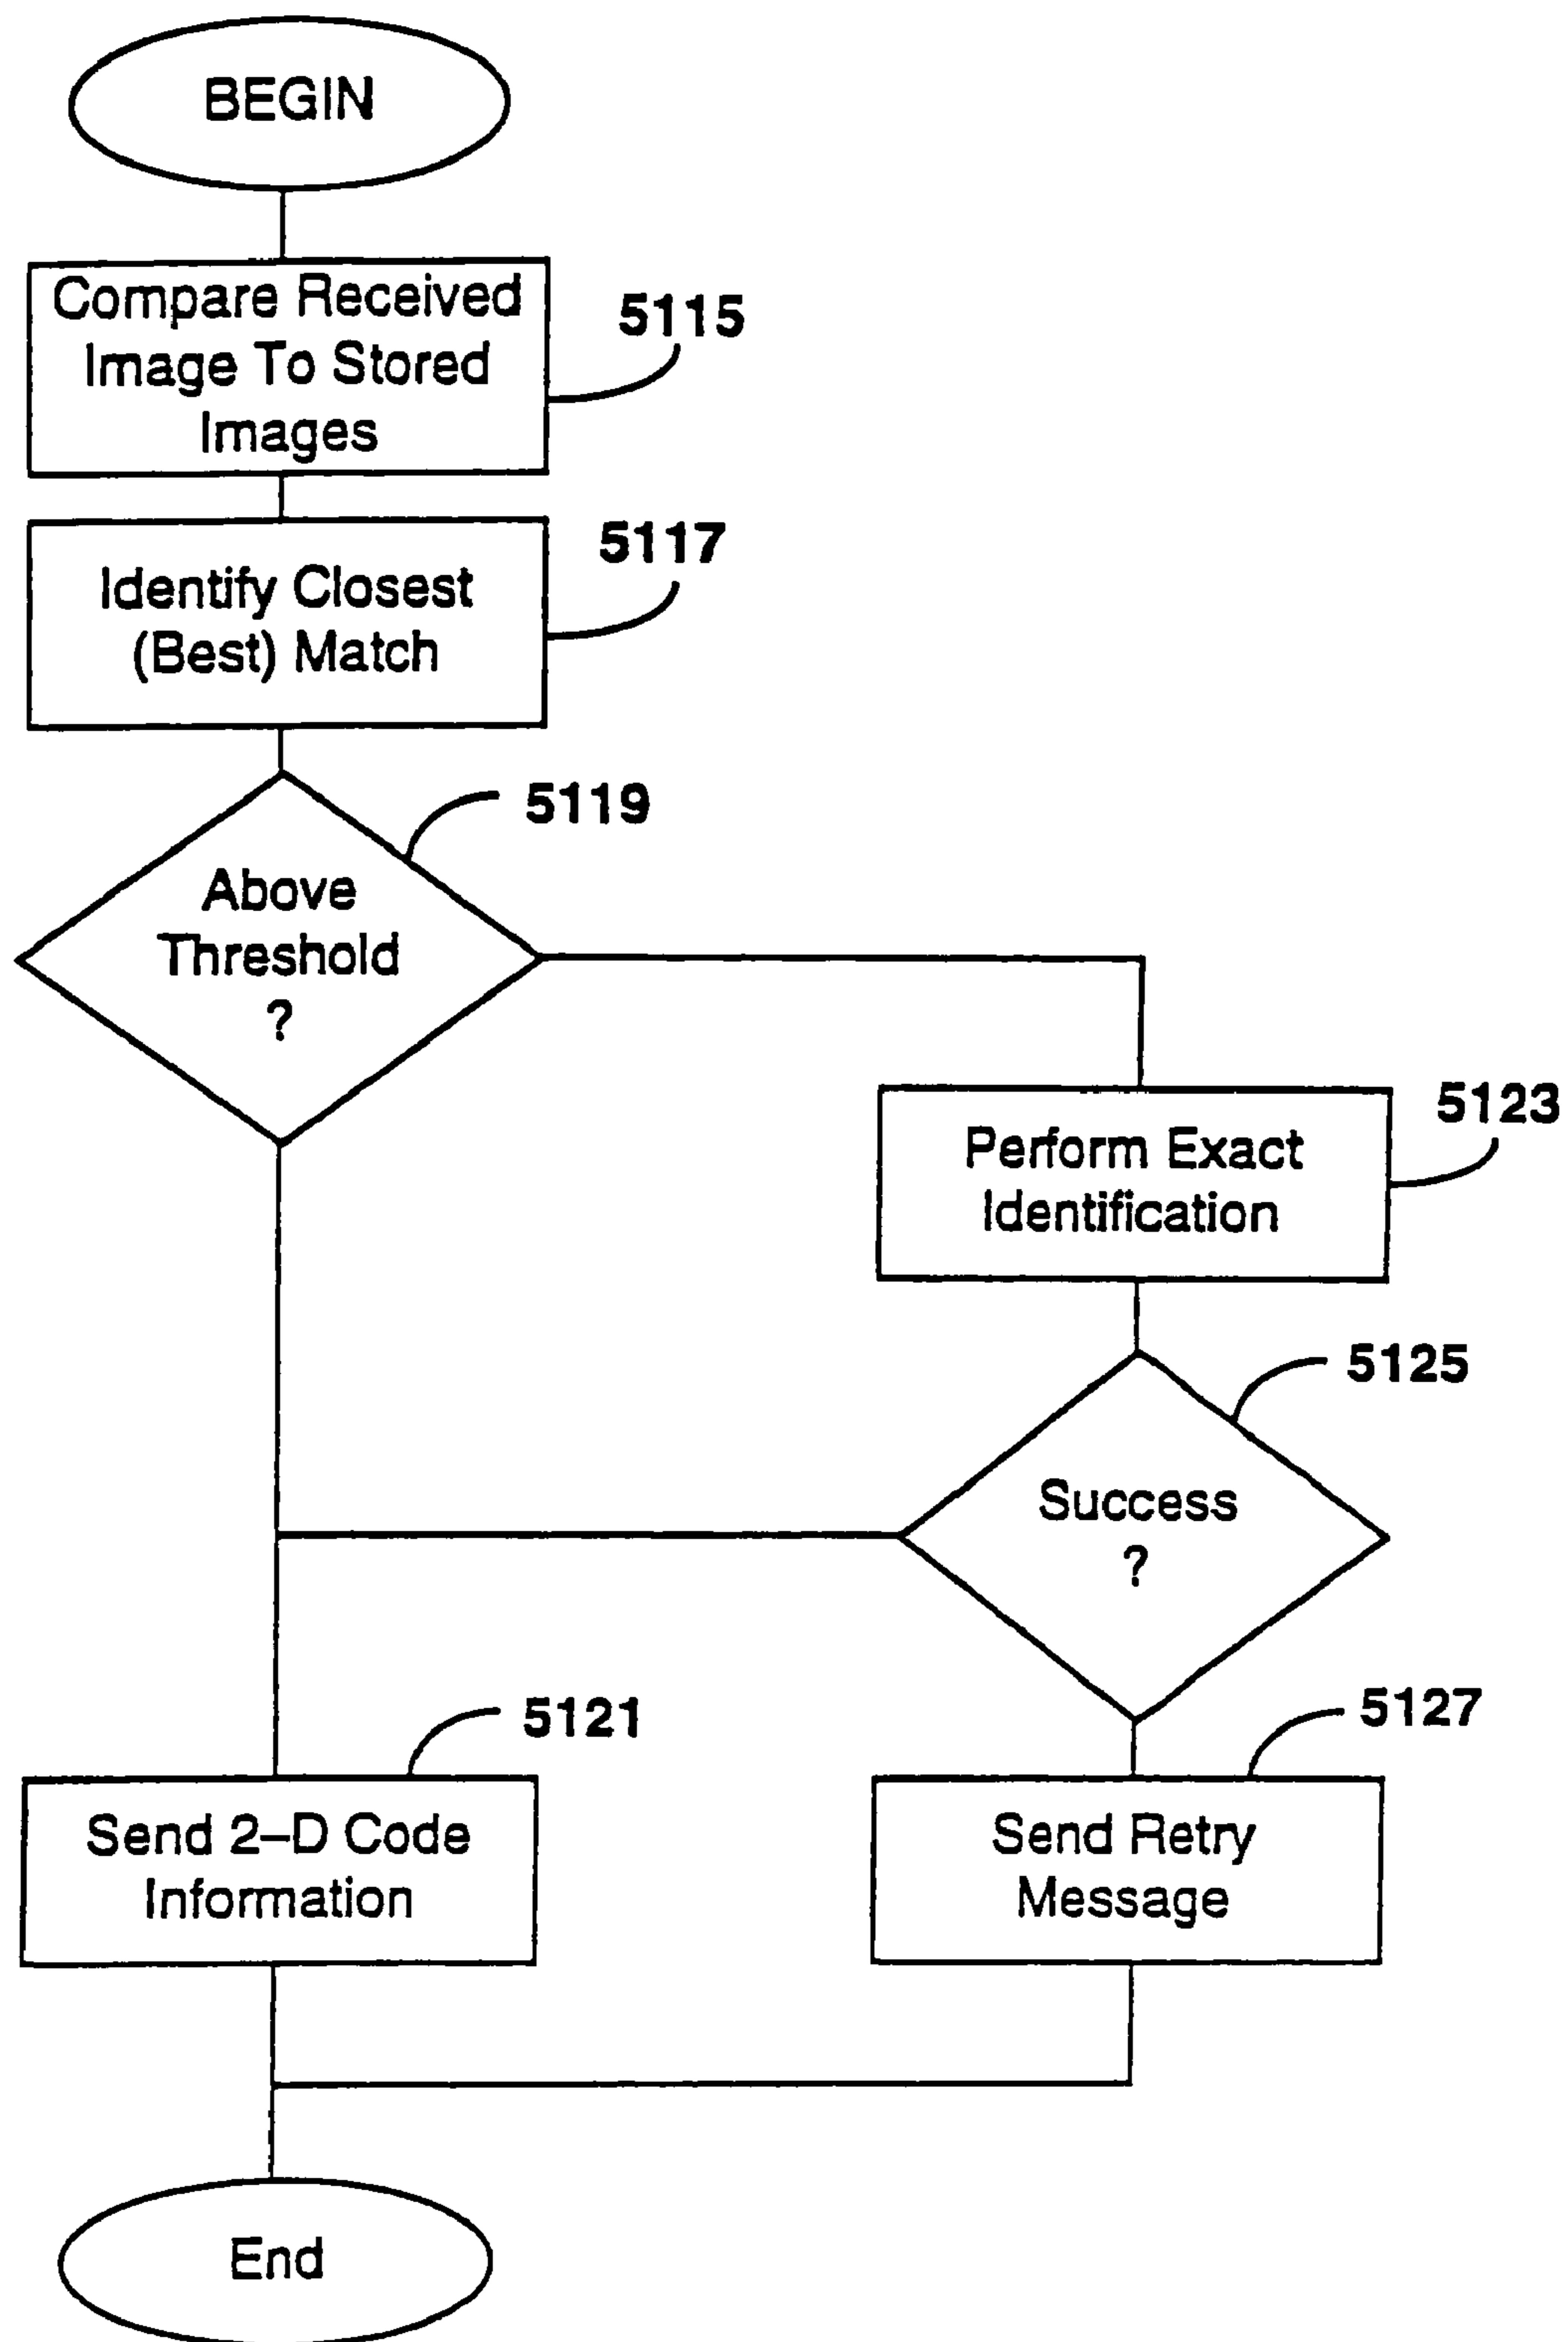 BEGIN
Compare Received
Image To Stored
Images
5115
Identify Closest
(Best) Match
5117
Above
Threshold
?
5119
Perform Exact
Identification
5123
Success
?
5125
Send 2-D Code
Information
5121
Send Retry
Message
5127
End